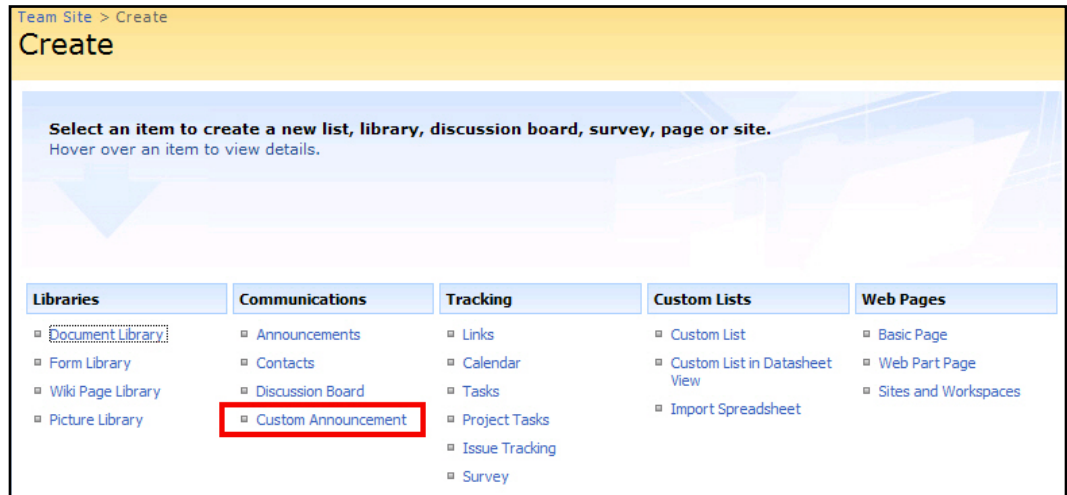 Team Site > Create
Create
Select an item to create a new list, library, discussion board, survey, page or site.
Hover over an item to view details.
Libraries
Document Library
Form Library
Wiki Page Library
Picture Library
Communications
Announcements
Contacts
Discussion Board
Custom Announcement
Tracking
Links
Calendar
Tasks
Project Tasks
Issue Tracking
Survey
Custom Lists
Custom List
Custom List in Datasheet
View
Import Spreadsheet
Web Pages
Basic Page
Web Part Page
Sites and Workspaces